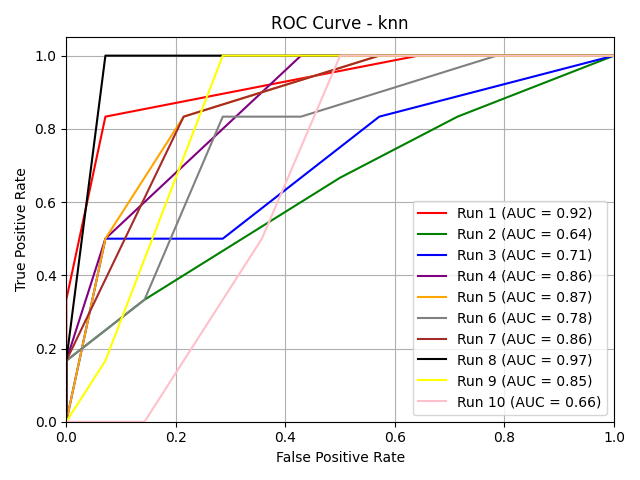 ROC Curve - knn
True Positive Rate
1.0
0.8
0.6
0.4
0.2
0.0
Run 1 (AUC = 0.92)
Run 2 (AUC = 0.64)
Run 3 (AUC = 0.71)
Run 4 (AUC = 0.86)
Run 5 (AUC = 0.87)
Run 6 (AUC = 0.78)
Run 7 (AUC = 0.86)
Run 8 (AUC = 0.97)
Run 9 (AUC = 0.85)
Run 10 (AUC = 0.66)
0.0 0.2 0.4 0.6 0.8 1.0
False Positive Rate